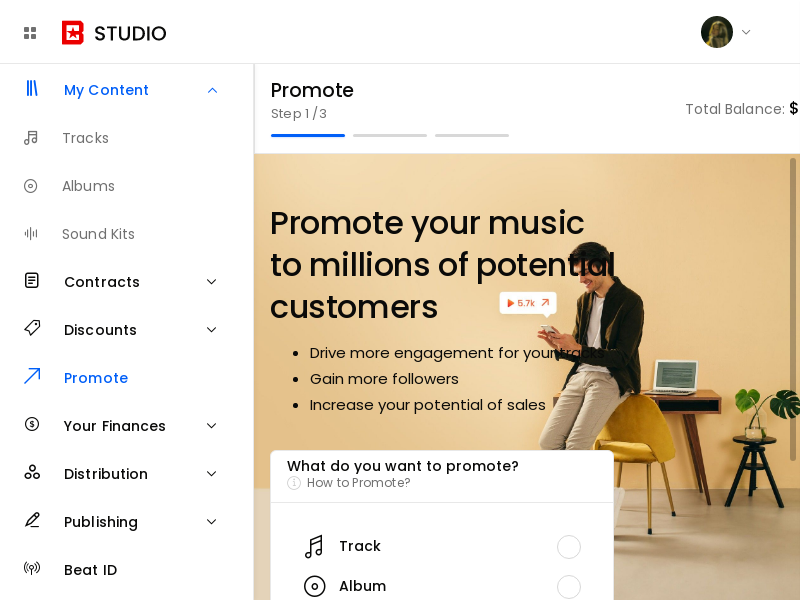 STUDIO
My Content
Tracks
Albums
Sound Kits
Contracts
Discounts
Promote
Your Finances
Distribution
Publishing
Beat ID
Promote
Step 1 /3
Total Balance: $
Promote your music
to millions of potential
customers
5.7k
Drive more engagement for your tracks
Gain more followers
Increase your potential of sales
What do you want to promote?
How to Promote?
Track
Album